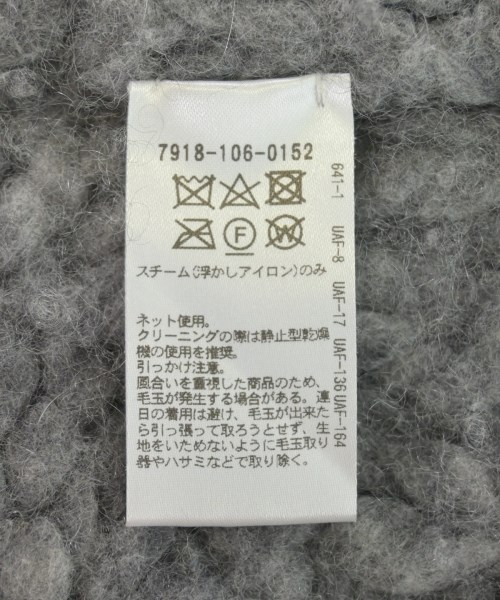 7918-106-0152
F
W
スチーム(浮かしアイロン)のみ
ネット使用。
クリーニングの際は静止型乾燥
機の使用を推奨。
引っかけ注意。
風合いを重視した商品のため、
毛玉が発生する場合がある。連
日の着用は避け、毛玉が出来た
ら引っ張って取ろうとせず、生
地をいためないように毛玉取り
器やハサミなどで取り除く。
641-1 UAF-8 UAF-17 UAF-136 UAF-164